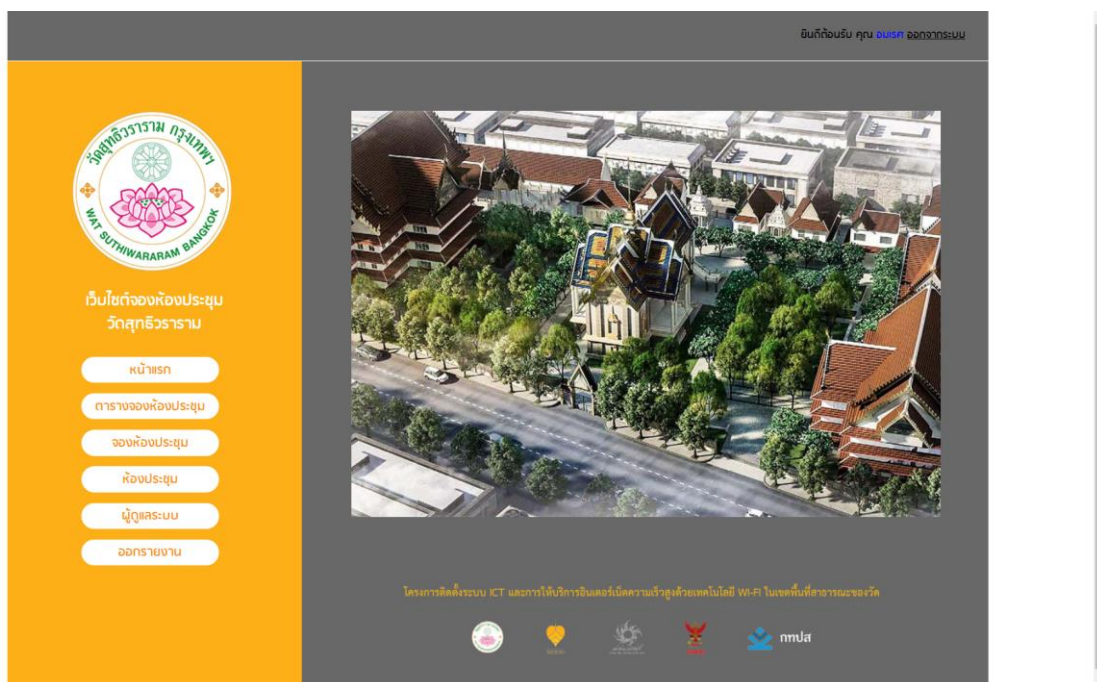 ยินดีต้อนรับ คุณ อมเรศ ออกจากระบบ
วัดสุทธิวราราม กรุงเทพฯ
WAT SUTHIWARARAM BANGKOK
เว็บไซต์จองห้องประชุม
วัดสุทธิวราราม
หน้าแรก
ตารางจองห้องประชุม
จองห้องประชุม
ห้องประชุม
ผู้ดูแลระบบ
ออกรายงาน
โครงการติดตั้งระบบ ICT และการให้บริการอินเตอร์เน็ตความเร็วสูงด้วยเทคโนโลยี WI-FI ในเขตพื้นที่สาธารณะของวัด
กทปส